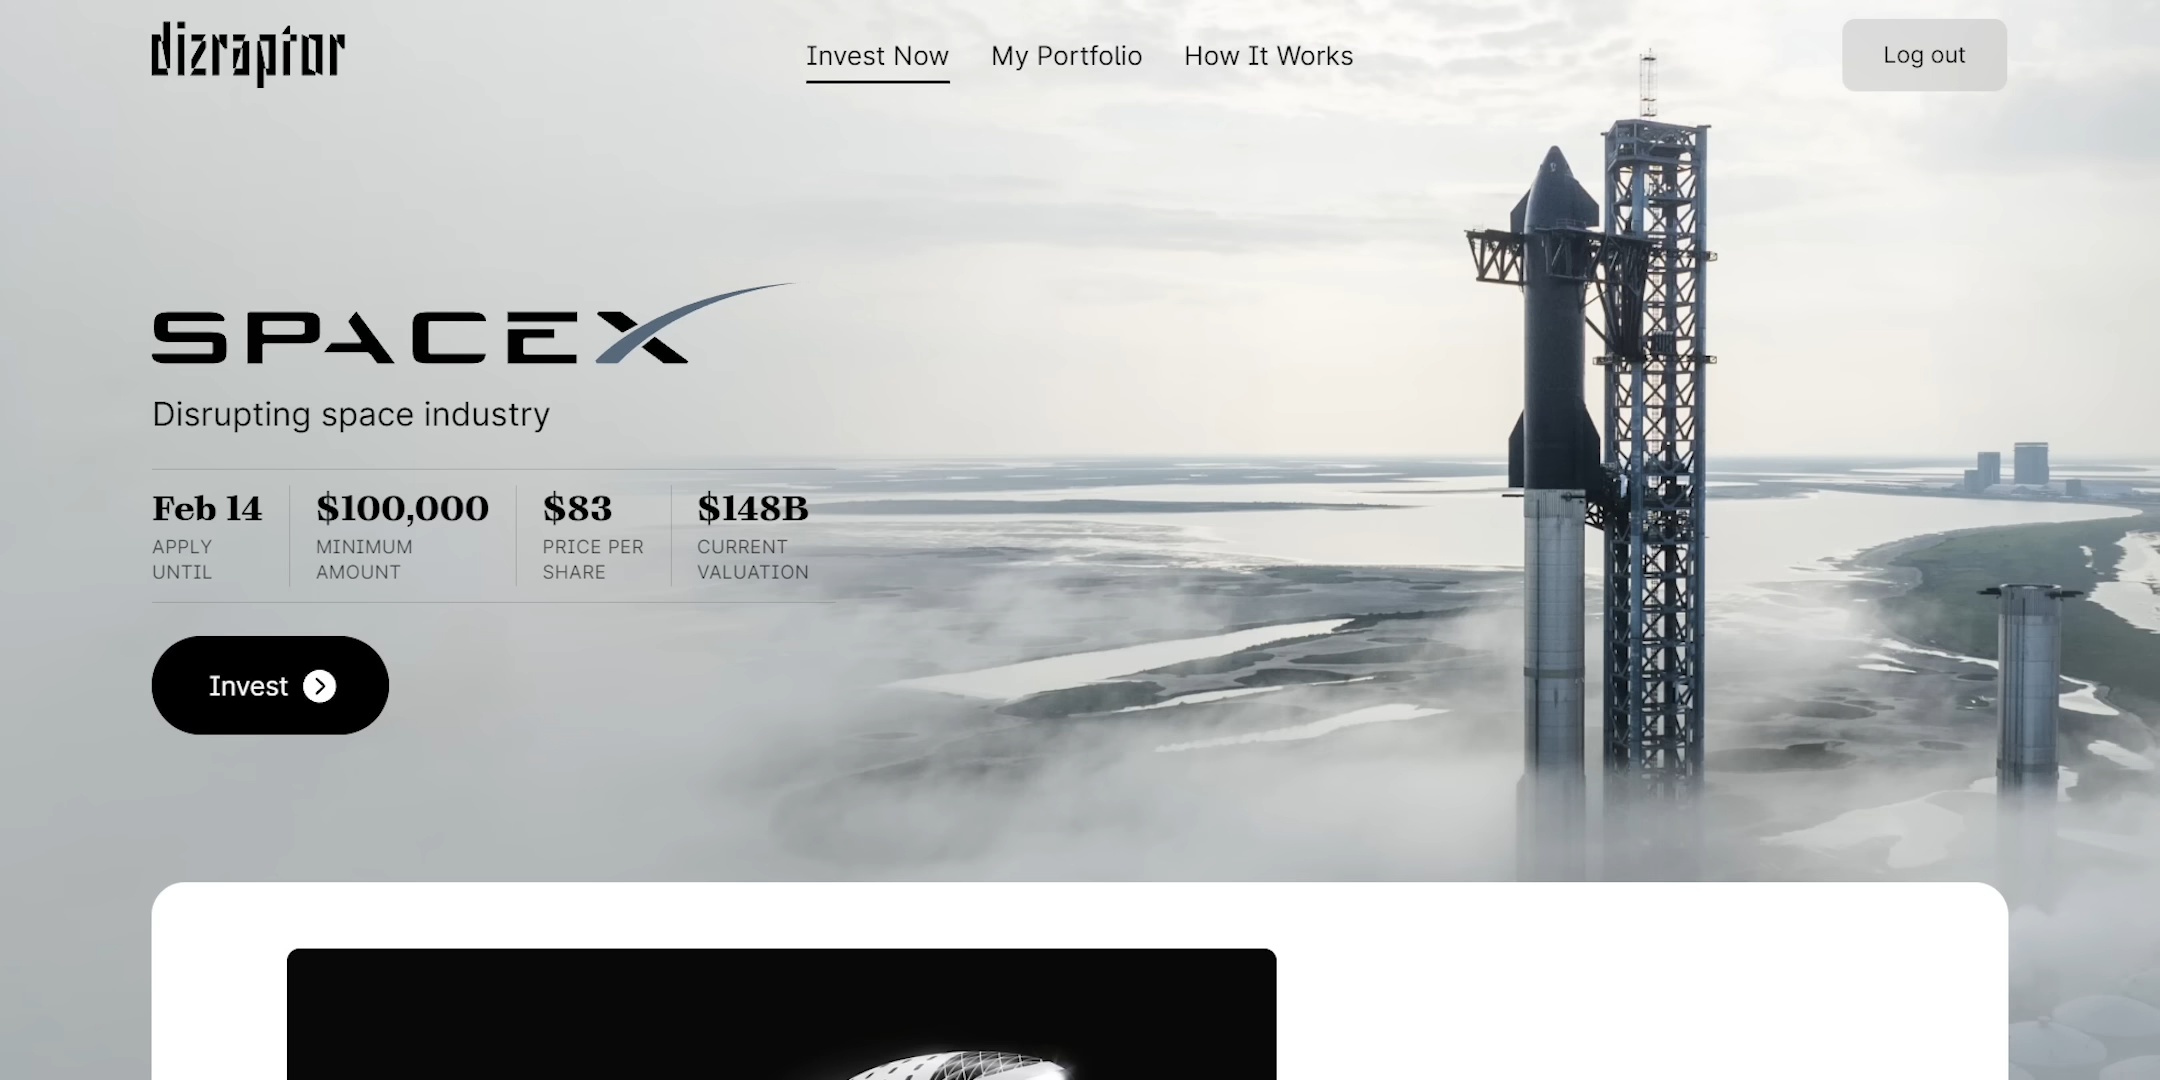 dizraptor
Invest Now
My Portfolio
How It Works
Log out
SPACEX
Disrupting space industry
Feb 14
APPLY
UNTIL
$100,000
MINIMUM
AMOUNT
$83
PRICE PER
SHARE
$148B
CURRENT
VALUATION
Invest